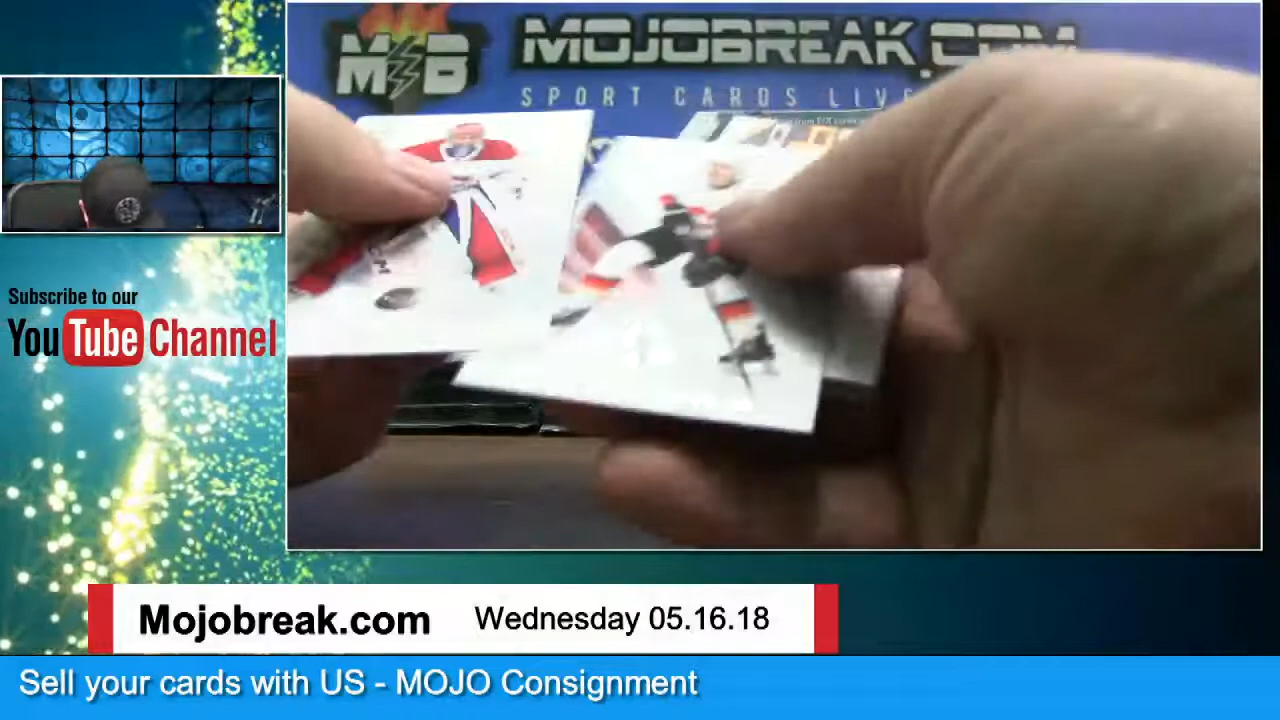 MB MOJOBREAK.COM
SPORT CARDS LIVE
Subscribe to our
YouTube Channel
Mojobreak.com Wednesday 05.16.18
Sell your cards with US - MOJO Consignment